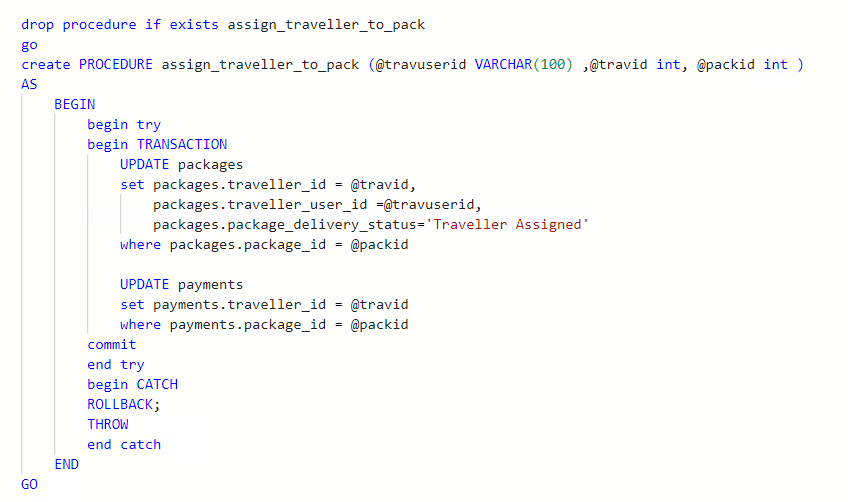 drop procedure if exists assign_traveller_to_pack
go
create PROCEDURE assign_traveller_to_pack (@travuserid VARCHAR(100) ,@travid int, @packid int )
AS
BEGIN
begin try
begin TRANSACTION
UPDATE packages
set packages.traveller_id = @travid,
packages.traveller_user_id =@travuserid,
packages.package_delivery_status='Traveller Assigned'
where packages.package_id = @packid
UPDATE payments
set payments.traveller_id = @travid
where payments.package_id = @packid
commit
end try
begin CATCH
ROLLBACK;
THROW
end catch
END
GO